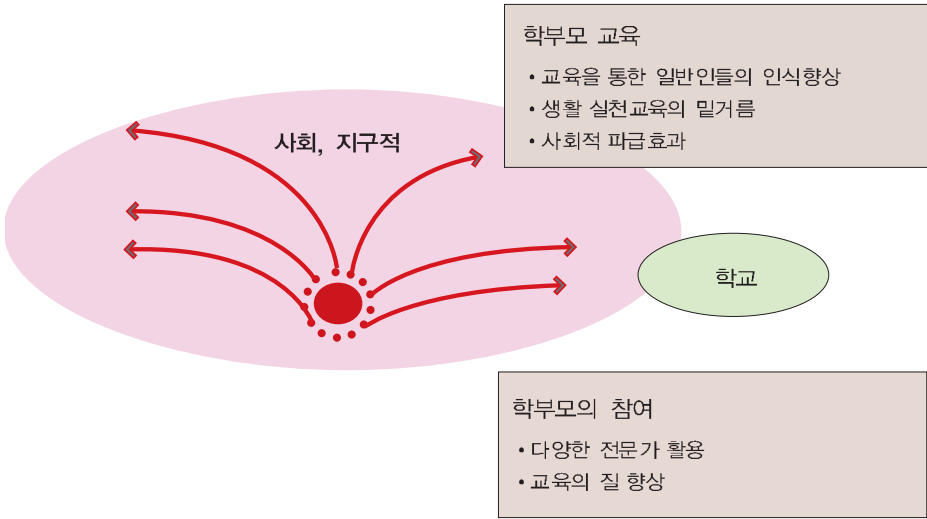 학부모 교육
• 교육을 통한 일반인들의 인식향상
• 생활 실천교육의 밑거름
• 사회적 파급효과
사회, 지구적
학교
학부모의 참여
• 다양한 전문가 활용
• 교육의 질 향상